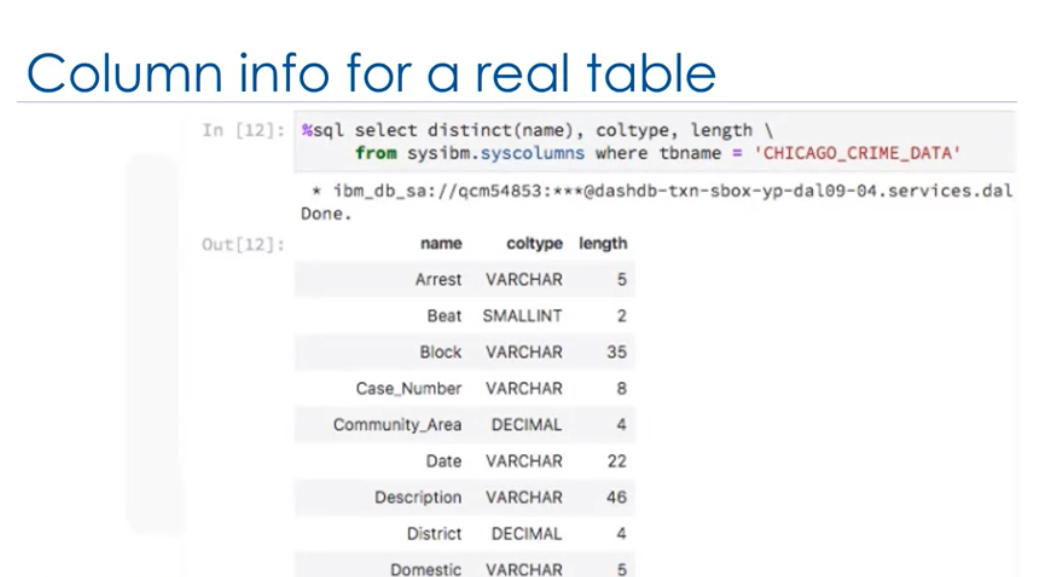 Column info for a real table
In [12]: %sql select distinct(name), coltype, length \
from sysibm.syscolumns where tbname = 'CHICAGO_CRIME_DATA'
* ibm_db_sa://qcm54853:***@dashdb-txn-sbox-yp-dal09-04.services.dal
Done.
Out[12]: name coltype length
Arrest VARCHAR 5
Beat SMALLINT 2
Block VARCHAR 35
Case_Number VARCHAR 8
Community_Area DECIMAL 4
Date VARCHAR 22
Description VARCHAR 46
District DECIMAL 4
Domestic VARCHAR 5